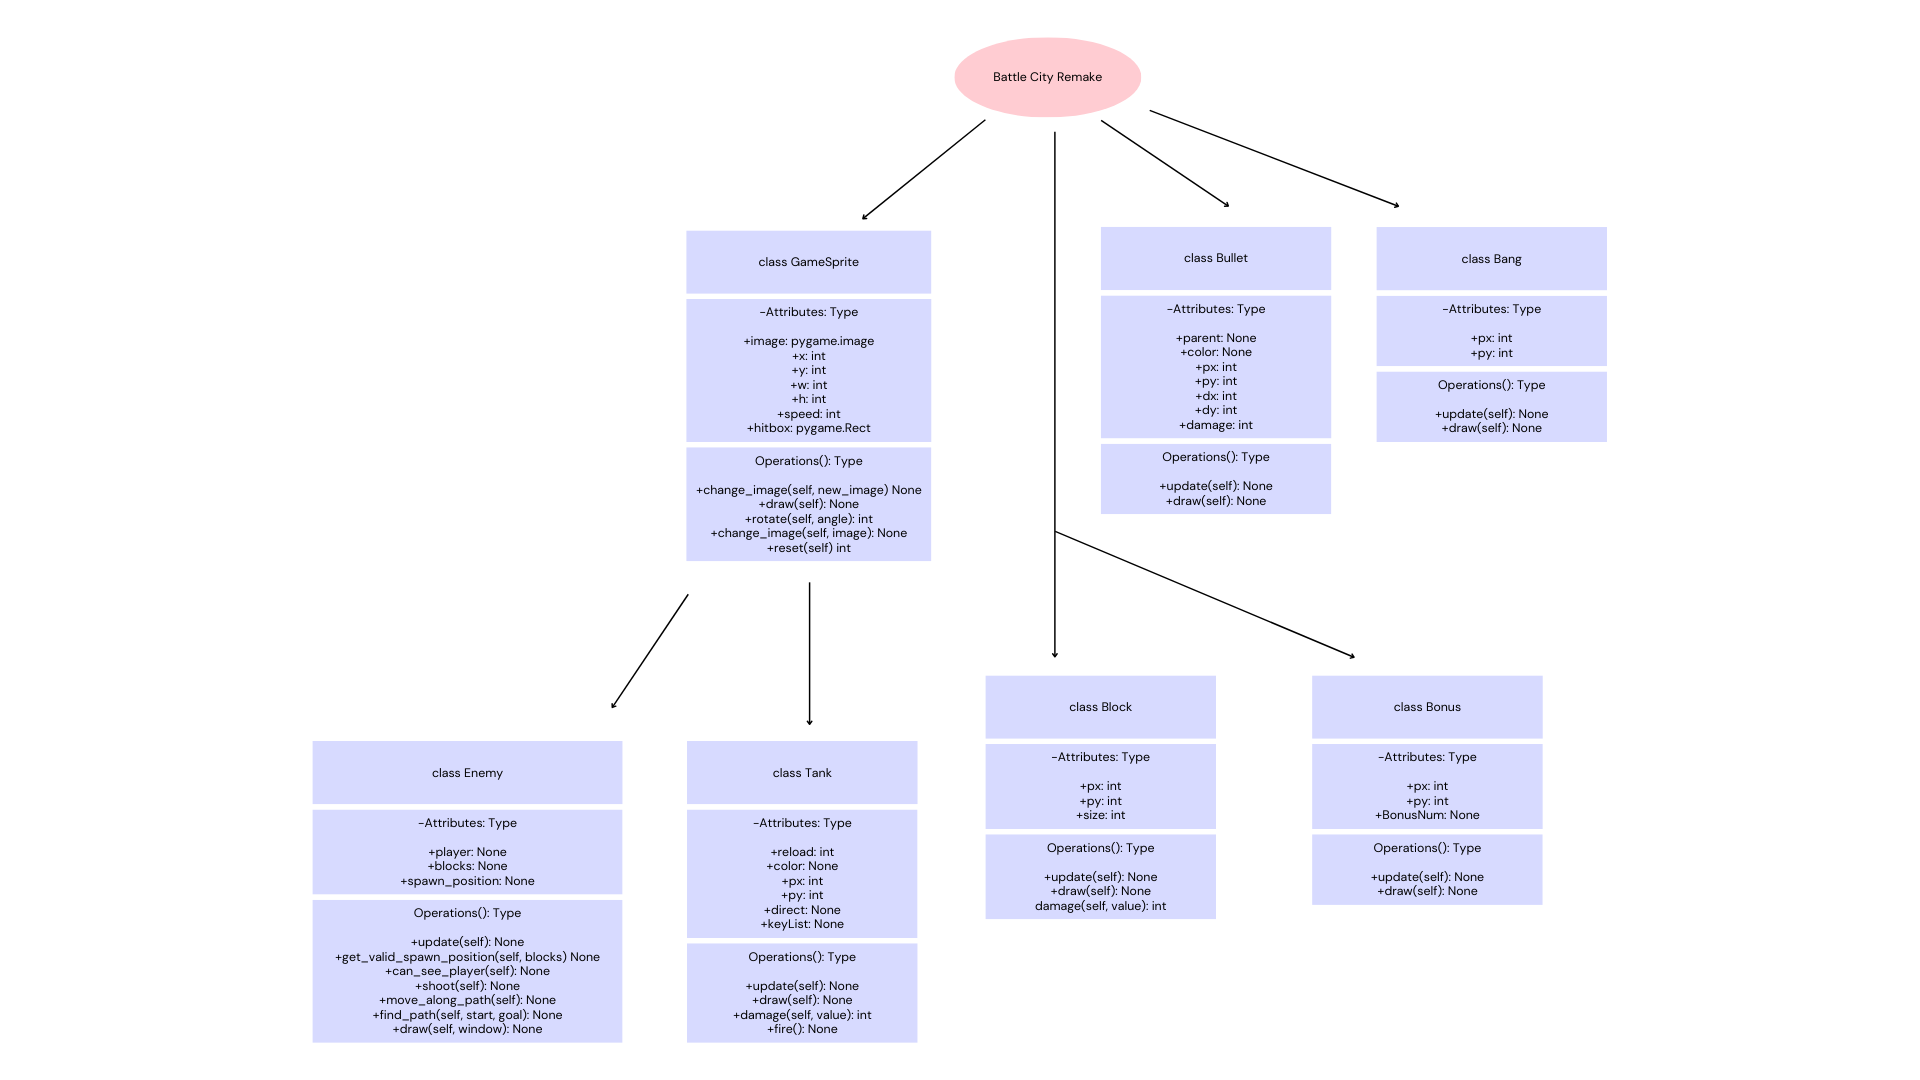 Battle City Remake
class GameSprite
-Attributes: Type
+image: pygame.image
+x: int
+y: int
+w: int
+h: int
+speed: int
+hitbox: pygame.Rect
Operations(): Type
+change_image(self, new_image) None
+draw(self): None
+rotate(self, angle): int
+change_image(self, image): None
+reset(self) int
class Bullet
-Attributes: Type
+parent: None
+color: None
+px: int
+py: int
+dx: int
+dy: int
+damage: int
Operations(): Type
+update(self): None
+draw(self): None
class Bang
-Attributes: Type
+px: int
+py: int
Operations(): Type
+update(self): None
+draw(self): None
class Enemy
-Attributes: Type
+player: None
+blocks: None
+spawn_position: None
Operations(): Type
+update(self): None
+get_valid_spawn_position(self, blocks) None
+can_see_player(self): None
+shoot(self): None
+move_along_path(self): None
+find_path(self, start, goal): None
+draw(self, window): None
class Tank
-Attributes: Type
+reload: int
+color: None
+px: int
+py: int
+direct: None
+keyList: None
Operations(): Type
+update(self): None
+draw(self): None
+damage(self, value): int
+fire(): None
class Block
-Attributes: Type
+px: int
+py: int
+size: int
Operations(): Type
+update(self): None
+draw(self): None
damage(self, value): int
class Bonus
-Attributes: Type
+px: int
+py: int
+BonusNum: None
Operations(): Type
+update(self): None
+draw(self): None